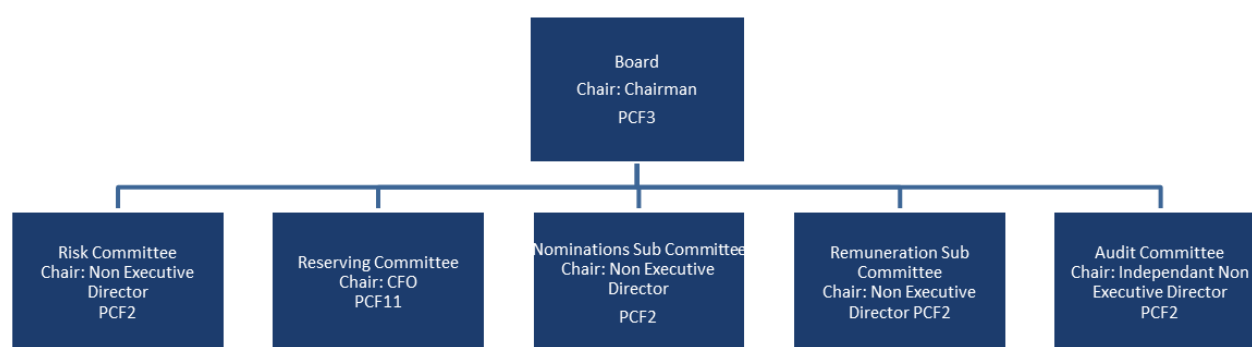 Board
Chair: Chairman
PCF3
Risk Committee
Chair: Non Executive
Director
PCF2
Reserving Committee
Chair: CFO
PCF11
Nominations Sub Committee
Chair: Non Executive
Director
PCF2
Remuneration Sub
Committee
Chair: Non Executive
Director PCF2
Audit Committee
Chair: Independant Non
Executive Director
PCF2